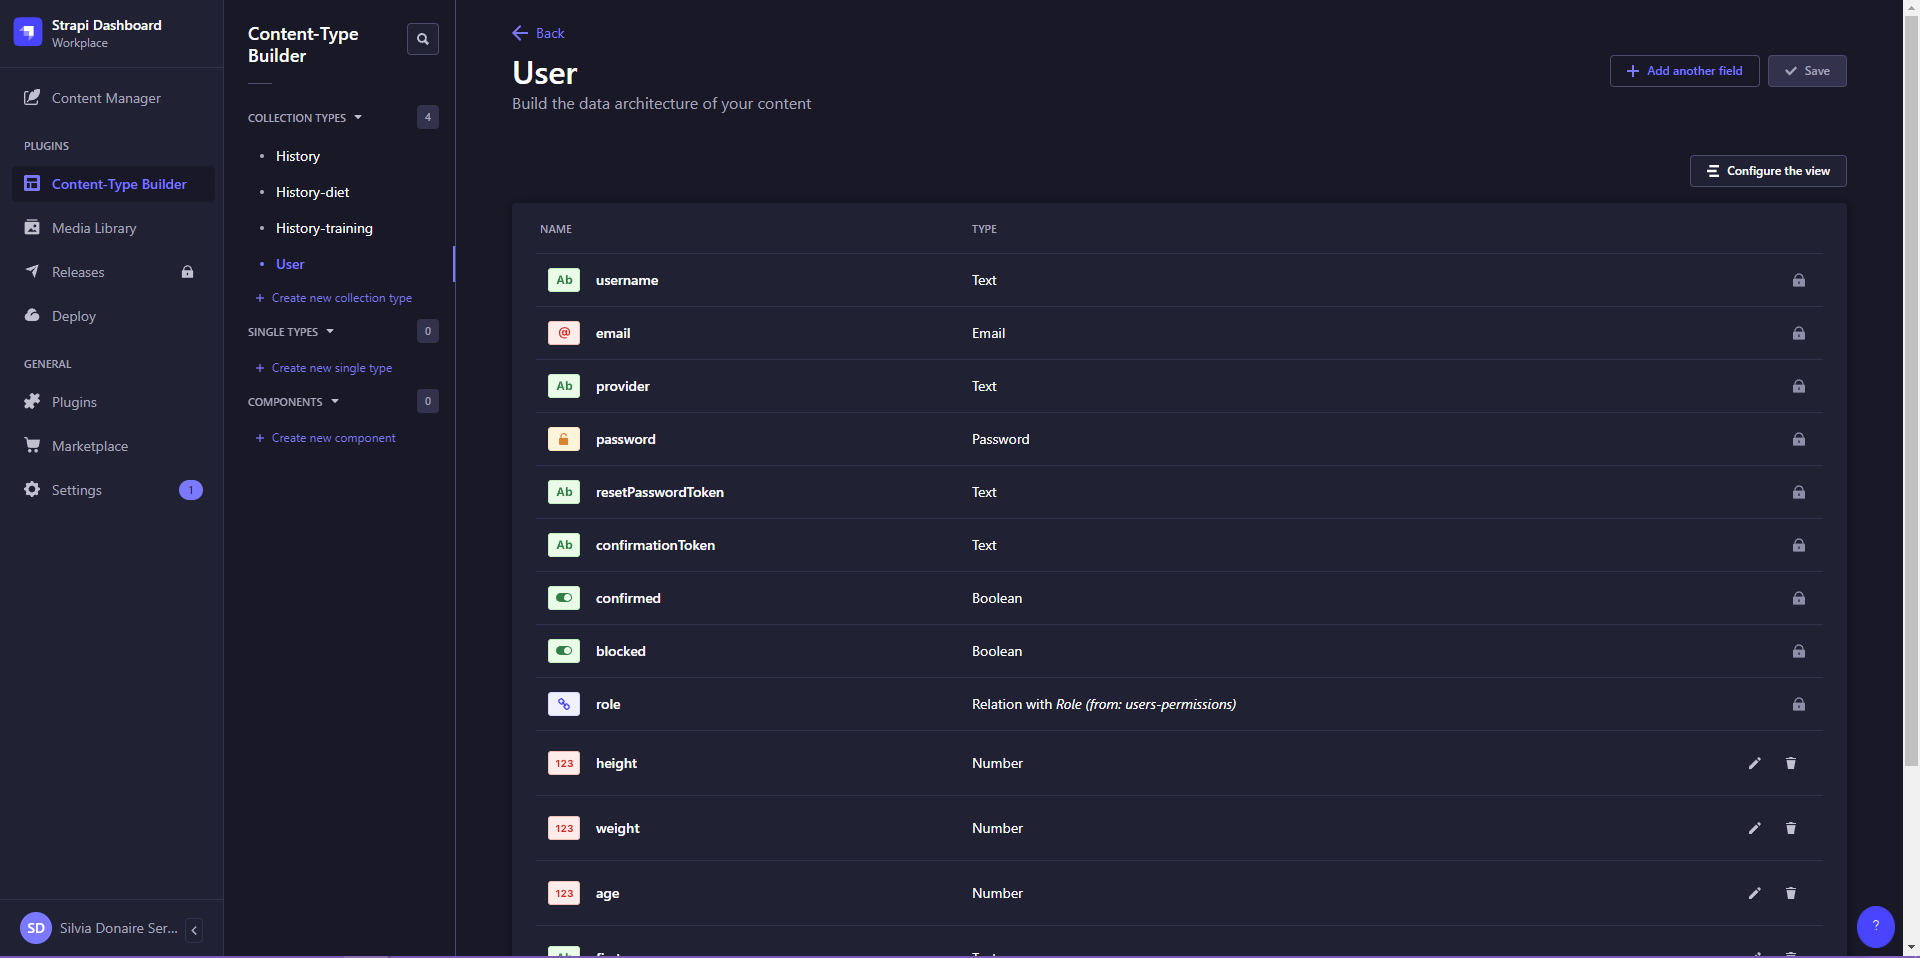 Strapi Dashboard
Workplace
Content Manager
PLUGINS
Content-Type Builder
Media Library
Releases
Deploy
GENERAL
Plugins
Marketplace
Settings
1
SD
Silvia Donaire Ser...
Content-Type
Builder
COLLECTION TYPES
4
History
History-diet
History-training
User
+ Create new collection type
SINGLE TYPES
0
+ Create new single type
COMPONENTS
0
+ Create new component
Back
User
Build the data architecture of your content
+ Add another field
Save
Configure the view
NAME TYPE
Ab username Text
@ email Email
Ab provider Text
password Password
Ab resetPasswordToken Text
Ab confirmationToken Text
confirmed Boolean
blocked Boolean
role Relation with Role (from: users-permissions)
123 height Number
123 weight Number
123 age Number
?